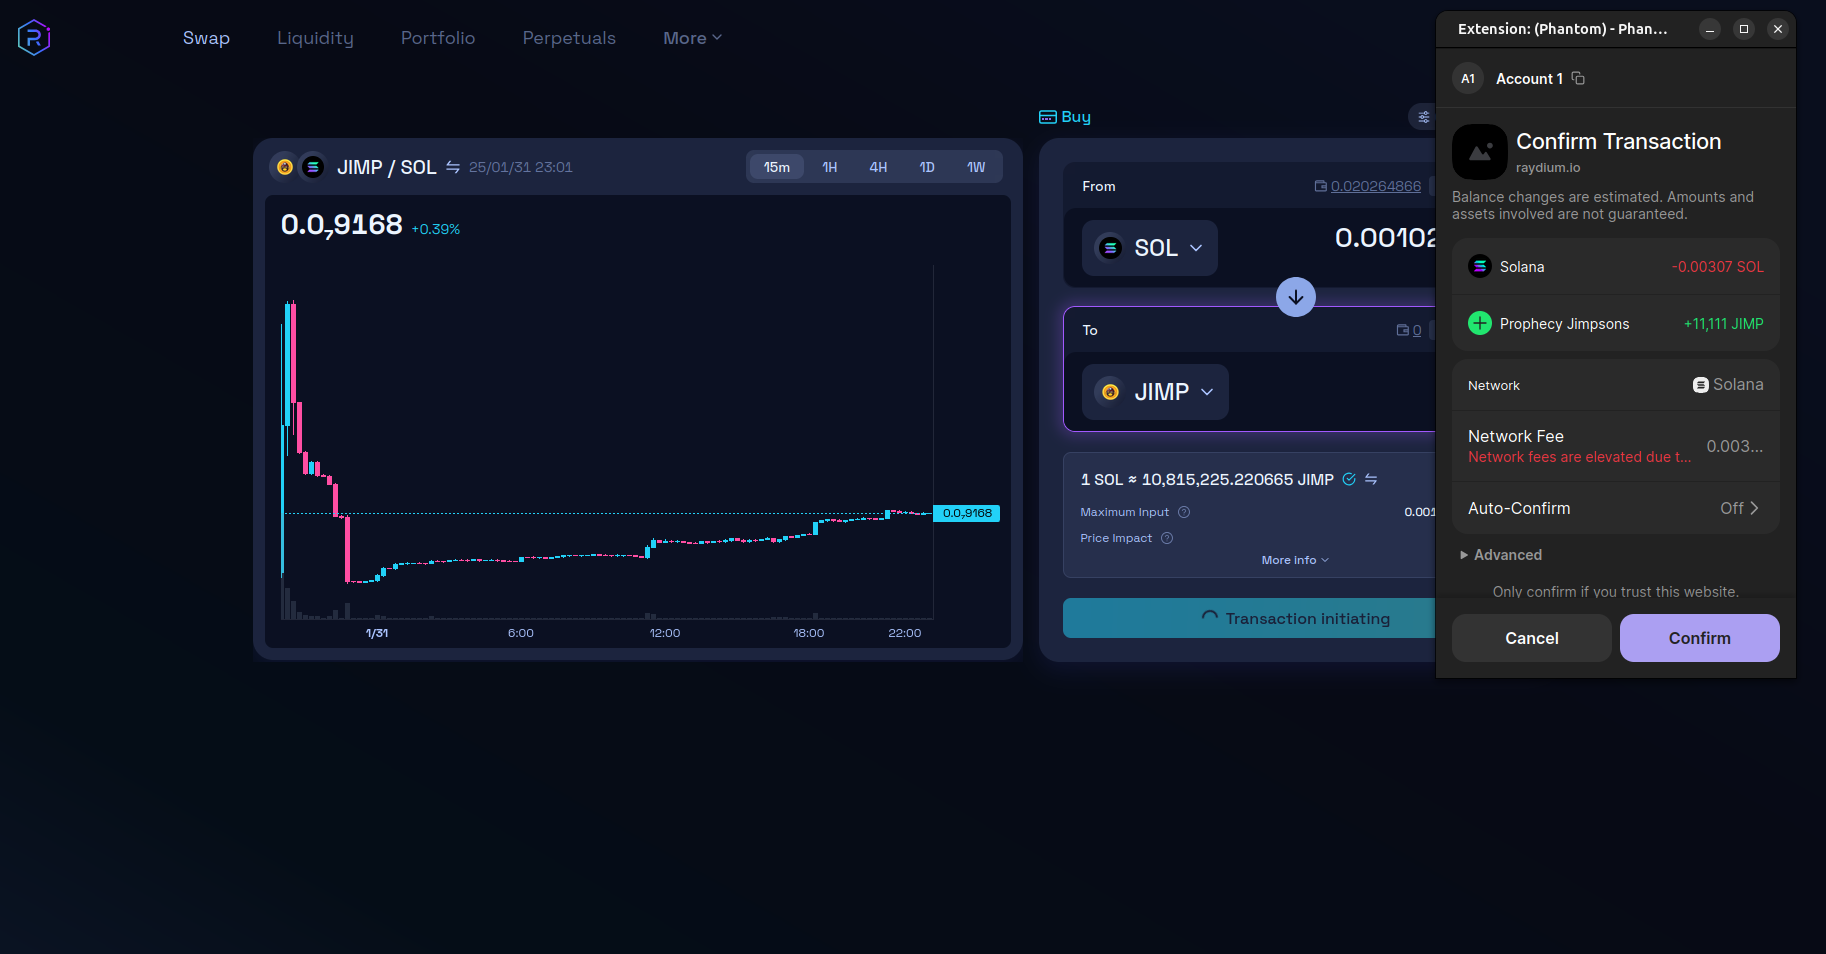 Swap
Liquidity
Portfolio
Perpetuals
More
Buy
JIMP / SOL 25/01/31 23:01
15m 1H 4H 1D 1W
0.0₇9168 +0.39%
0.0₇9168
1/31 6:00 12:00 18:00 22:00
From 0.020264866
SOL 0.00102
To 0
JIMP
1 SOL ≈ 10,815,225.220665 JIMP
Maximum Input 0.001
Price Impact
More info
Transaction initiating
Extension: (Phantom) - Phan...
A1 Account 1
Confirm Transaction
raydium.io
Balance changes are estimated. Amounts and
assets involved are not guaranteed.
Solana -0.00307 SOL
Prophecy Jimpsons +11,111 JIMP
Network Solana
Network Fee 0.003...
Network fees are elevated due t...
Auto-Confirm Off
Advanced
Only confirm if you trust this website.
Cancel Confirm